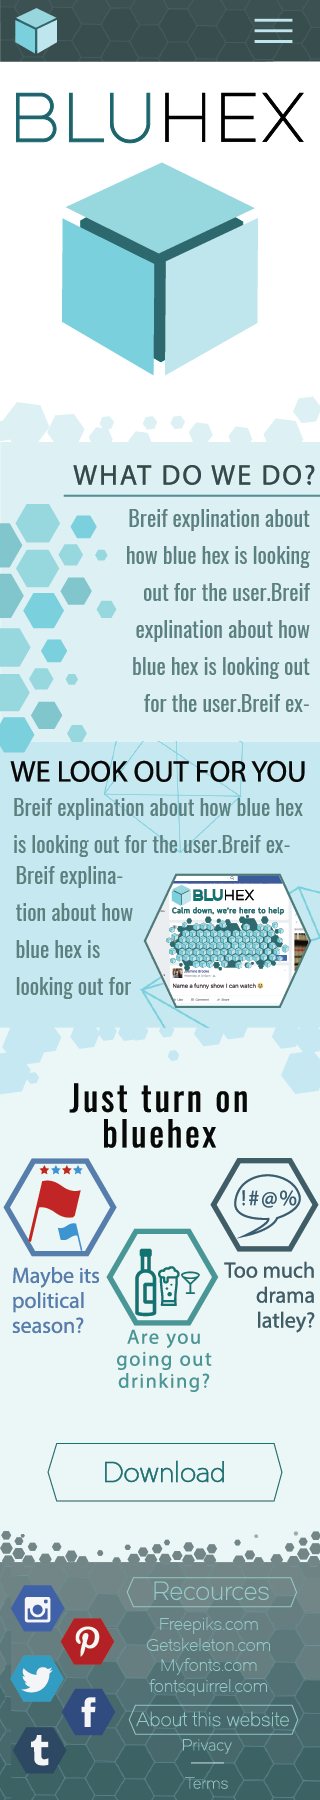 BLUHEX
WHAT DO WE DO?
Breif explination about
how blue hex is looking
out for the user.Breif
explination about how
blue hex is looking out
for the user.Breif ex-
WE LOOK OUT FOR YOU
Breif explination about how blue hex
is looking out for the user.Breif ex-
Breif explina-
tion about how
blue hex is
looking out for
BLUHEX
Calm down, we're here to help
Name a funny show I can watch
Like Comment Share
Just turn on
bluehex
!#@%
Maybe its
political
season?
Too much
drama
latley?
Are you
going out
drinking?
Download
Recources
Freepiks.com
Getskeleton.com
Myfonts.com
fontsquirrel.com
About this website
Privacy
Terms